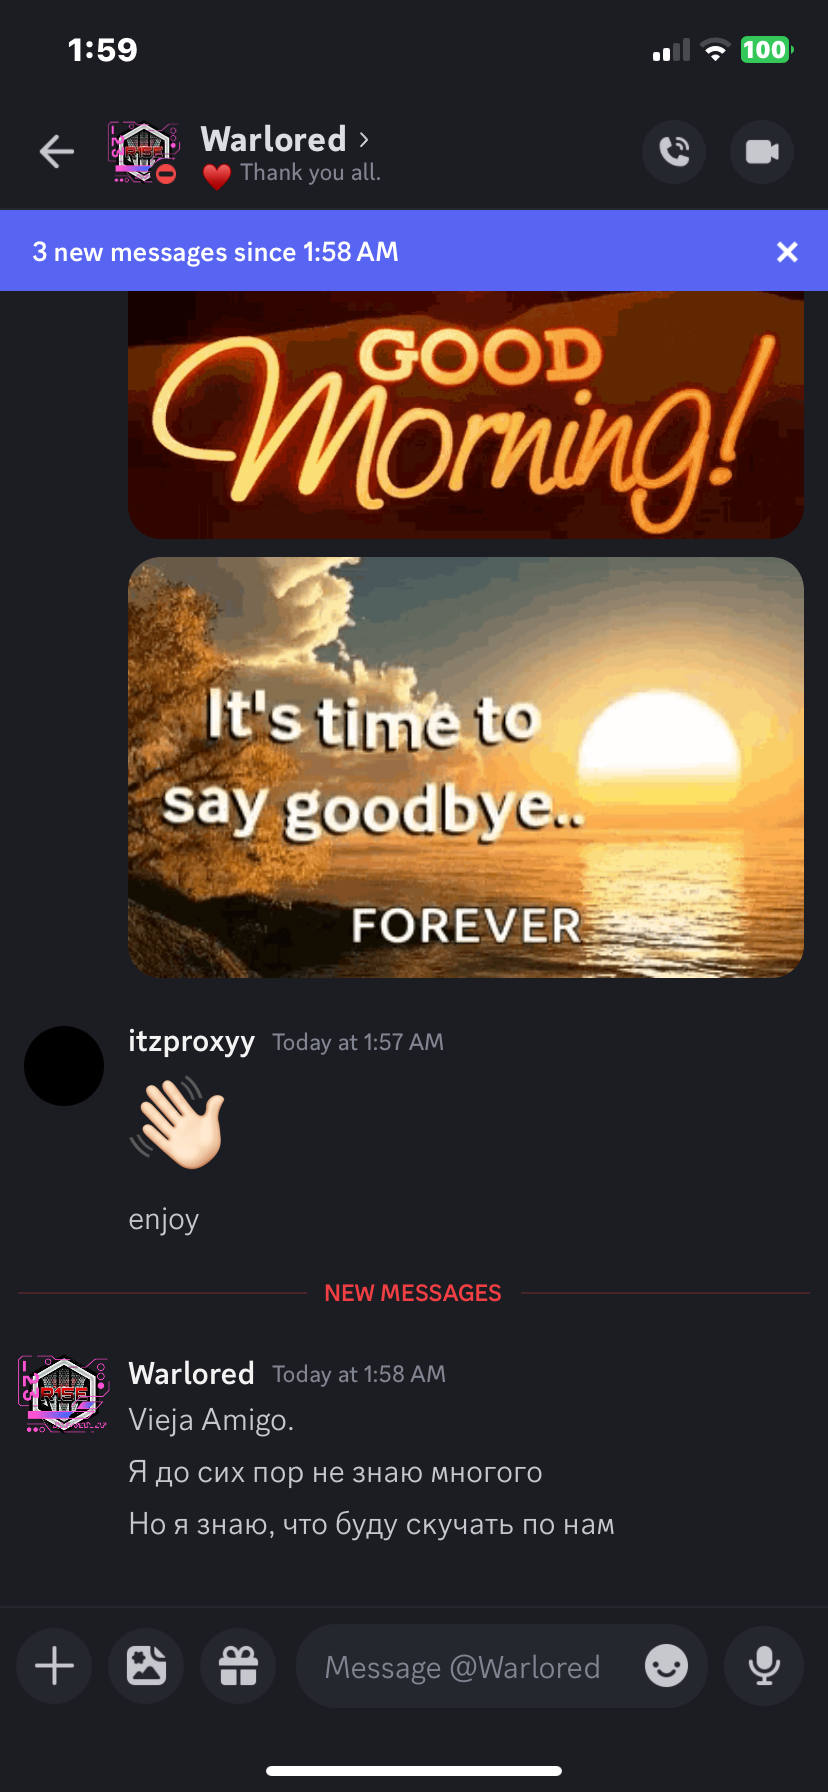 1:59
100
Warlored
❤️ Thank you all.
3 new messages since 1:58 AM
GOOD
Morning!
It's time to
say goodbye..
FOREVER
itzproxyy Today at 1:57 AM
👋🏻
enjoy
NEW MESSAGES
Warlored Today at 1:58 AM
Vieja Amigo.
Я до сих пор не знаю многого
Но я знаю, что буду скучать по нам
Message @Warlored